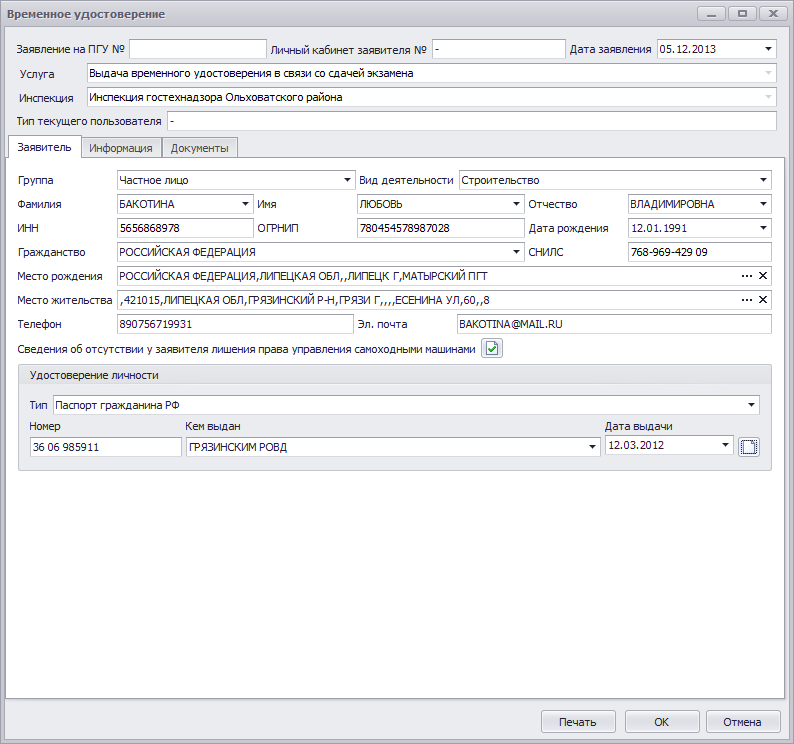 Временное удостоверение
Заявление на ПГУ № Личный кабинет заявителя № - Дата заявления 05.12.2013
Услуга Выдача временного удостоверения в связи со сдачей экзамена
Инспекция Инспекция гостехнадзора Ольховатского района
Тип текущего пользователя -
Заявитель Информация Документы
Группа Частное лицо Вид деятельности Строительство
Фамилия БАКОТИНА Имя ЛЮБОВЬ Отчество ВЛАДИМИРОВНА
ИНН 5656868978 ОГРНИП 780454578987028 Дата рождения 12.01.1991
Гражданство РОССИЙСКАЯ ФЕДЕРАЦИЯ СНИЛС 768-969-429 09
Место рождения РОССИЙСКАЯ ФЕДЕРАЦИЯ,ЛИПЕЦКАЯ ОБЛ,,ЛИПЕЦК Г,МАТЫРСКИЙ ПГТ ...
Место жительства ,421015,ЛИПЕЦКАЯ ОБЛ,ГРЯЗИНСКИЙ Р-Н,ГРЯЗИ Г,,,,ЕСЕНИНА УЛ,60,,8 ...
Телефон 890756719931 Эл. почта BAKOTINA@MAIL.RU
Сведения об отсутствии у заявителя лишения права управления самоходными машинами
Удостоверение личности
Тип Паспорт гражданина РФ
Номер Кем выдан Дата выдачи
36 06 985911 ГРЯЗИНСКИМ РОВД 12.03.2012
Печать ОК Отмена